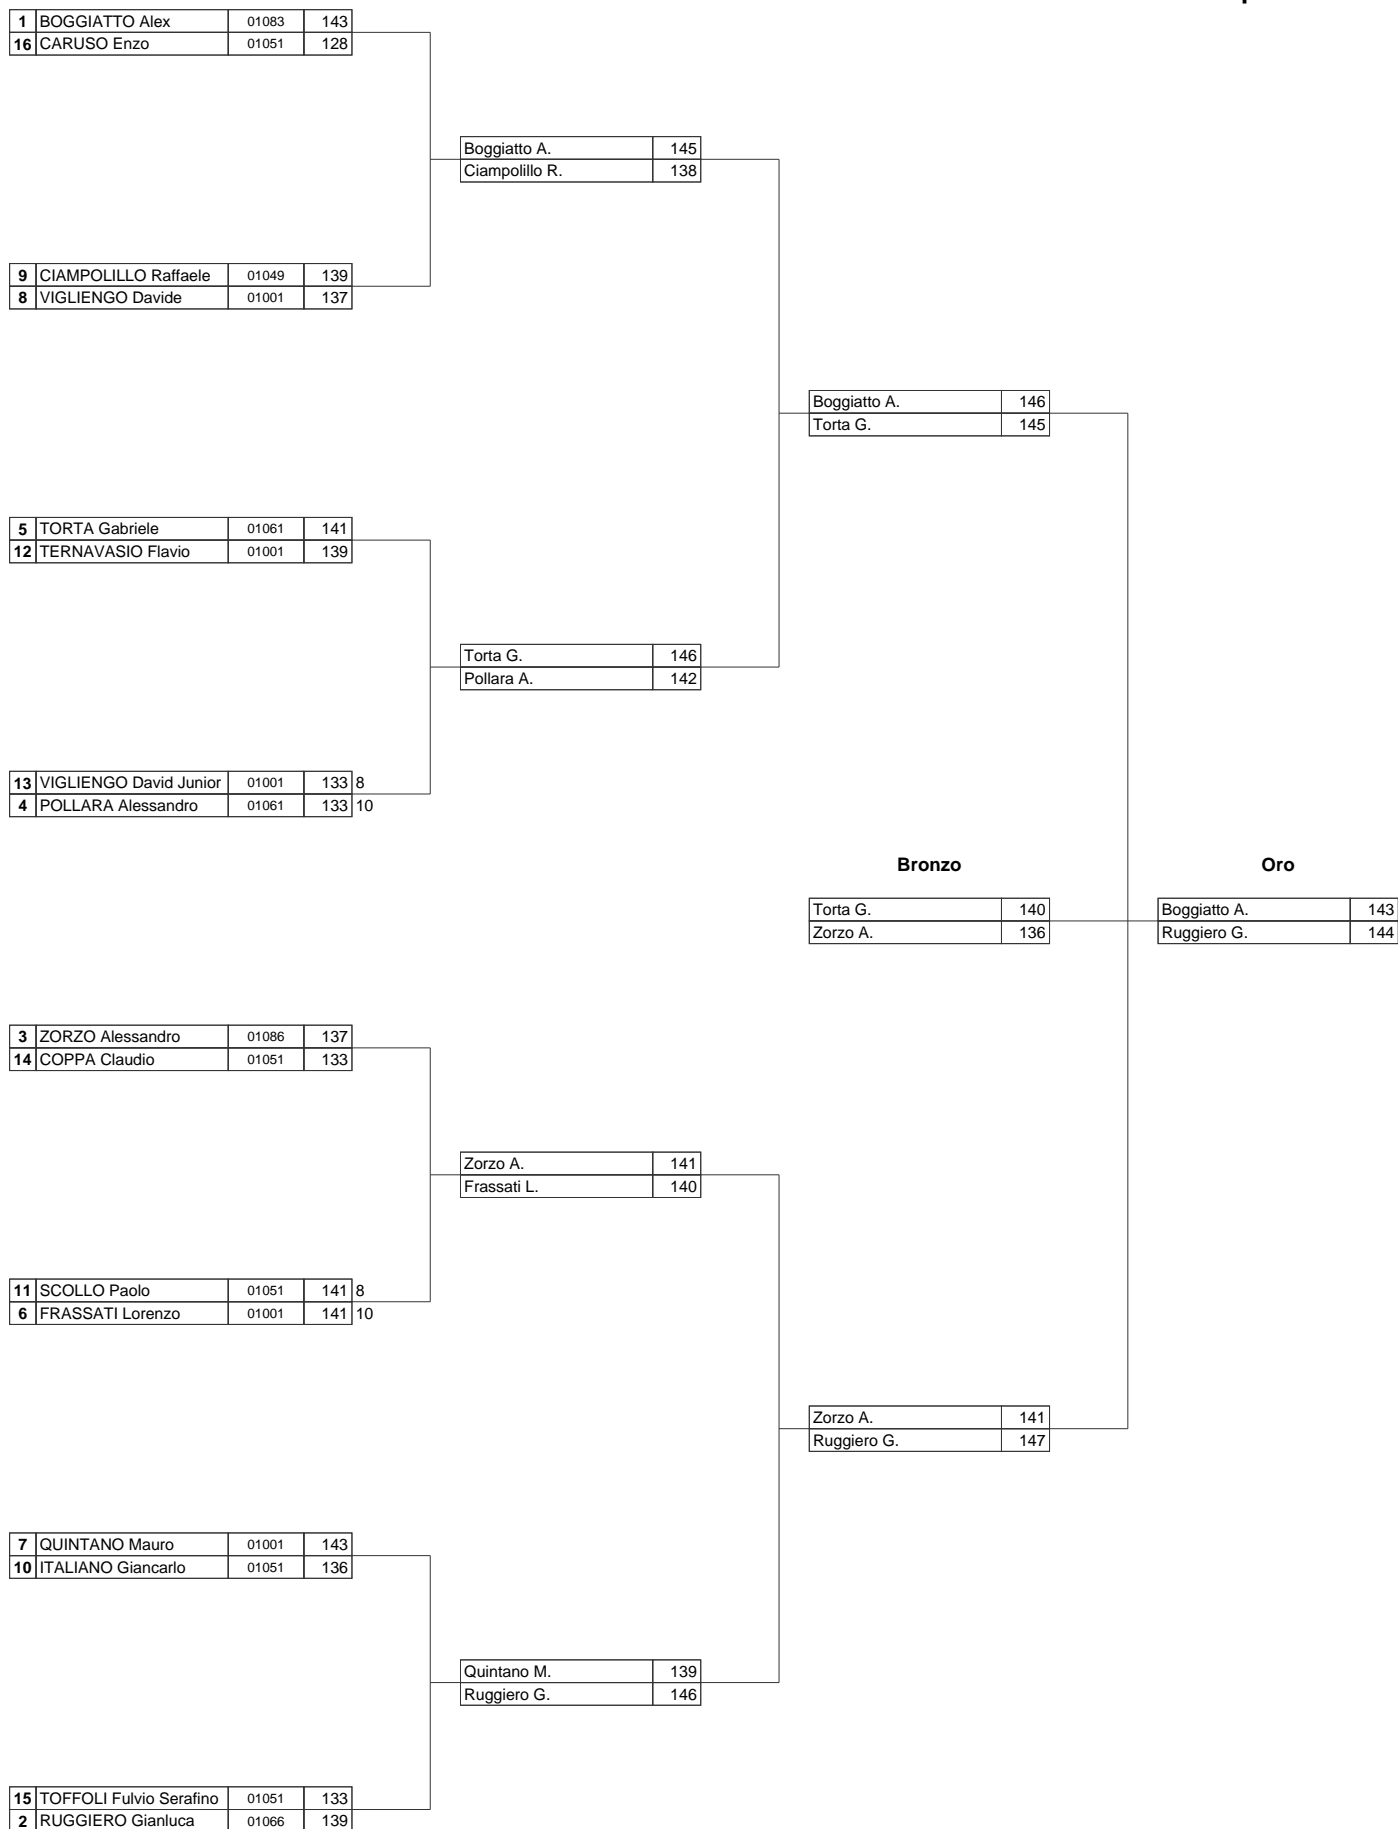 1 BOGGIATTO Alex 01083 143
16 CARUSO Enzo 01051 128
Boggiatto A. 145
Ciampolillo R. 138
9 CIAMPOLILLO Raffaele 01049 139
8 VIGLIENGO Davide 01001 137
Boggiatto A. 146
Torta G. 145
5 TORTA Gabriele 01061 141
12 TERNAVASIO Flavio 01001 139
Torta G. 146
Pollara A. 142
13 VIGLIENGO David Junior 01001 133 8
4 POLLARA Alessandro 01061 133 10
Bronzo Oro
Torta G. 140 Boggiatto A. 143
Zorzo A. 136 Ruggiero G. 144
3 ZORZO Alessandro 01086 137
14 COPPA Claudio 01051 133
Zorzo A. 141
Frassati L. 140
11 SCOLLO Paolo 01051 141 8
6 FRASSATI Lorenzo 01001 141 10
Zorzo A. 141
Ruggiero G. 147
7 QUINTANO Mauro 01001 143
10 ITALIANO Giancarlo 01051 136
Quintano M. 139
Ruggiero G. 146
15 TOFFOLI Fulvio Serafino 01051 133
2 RUGGIERO Gianluca 01066 139